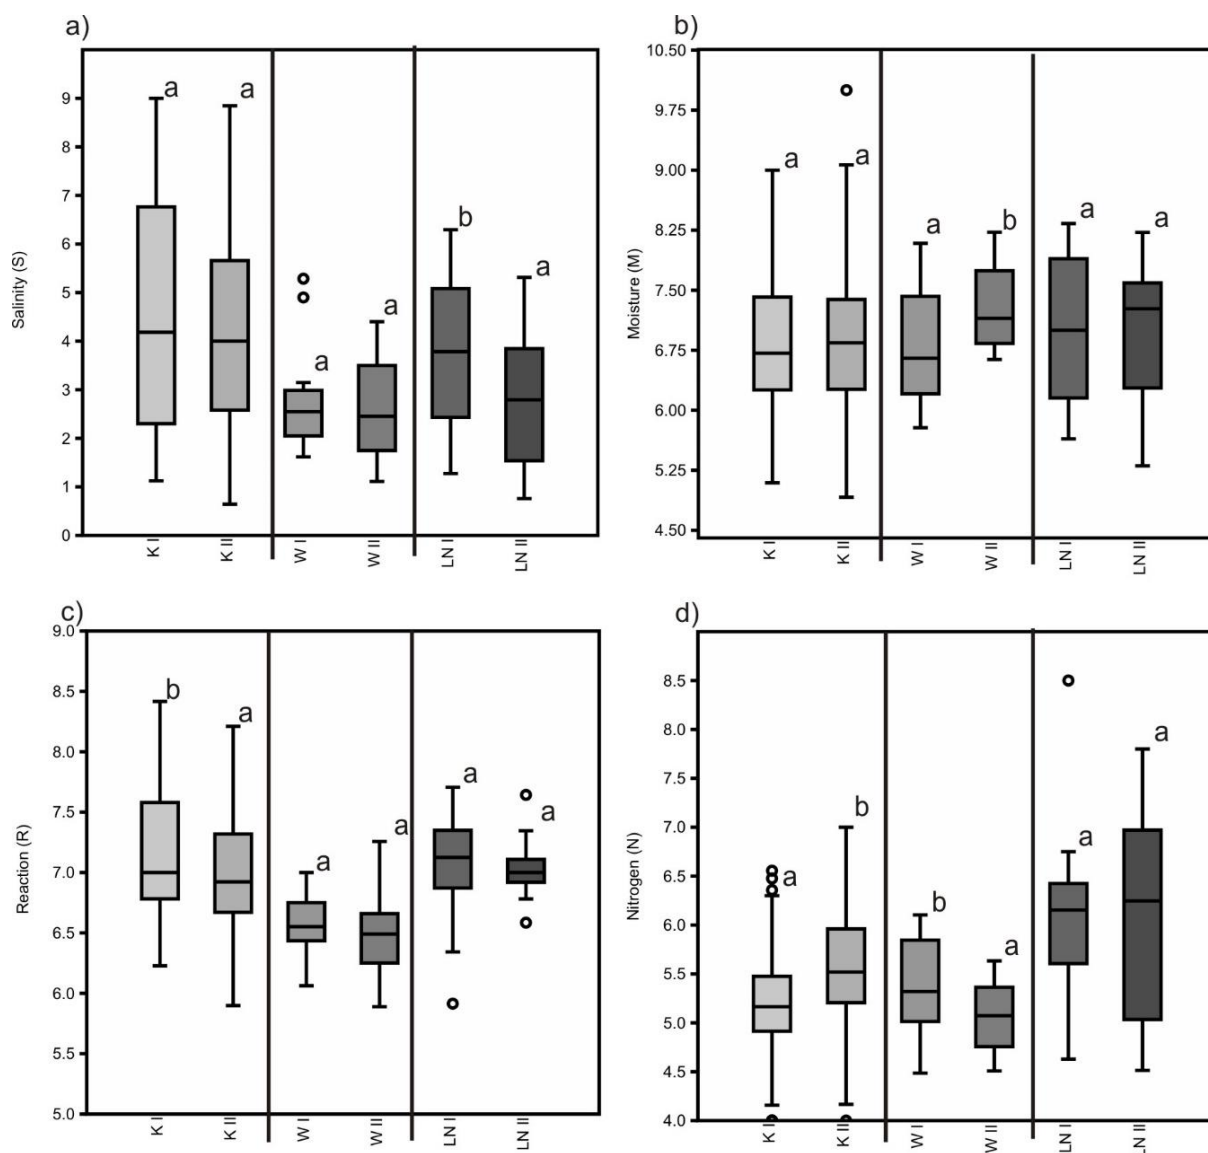 a)
Salinity (S)
9
8
7
6
5
4
3
2
1
0
a
a
a
a
b
a
K I
K II
W I
W II
LN I
LN II
b)
Moisture (M)
10.50
9.75
9.00
8.25
7.50
6.75
6.00
5.25
4.50
a
a
a
b
a
a
K I
K II
W I
W II
LN I
LN II
c)
Reaction (R)
9.0
8.5
8.0
7.5
7.0
6.5
6.0
5.5
5.0
b
a
a
a
a
a
K I
K II
W I
W II
LN I
LN II
d)
Nitrogen (N)
8.5
8.0
7.5
7.0
6.5
6.0
5.5
5.0
4.5
4.0
a
b
b
a
a
a
K I
K II
W I
W II
LN I
LN II